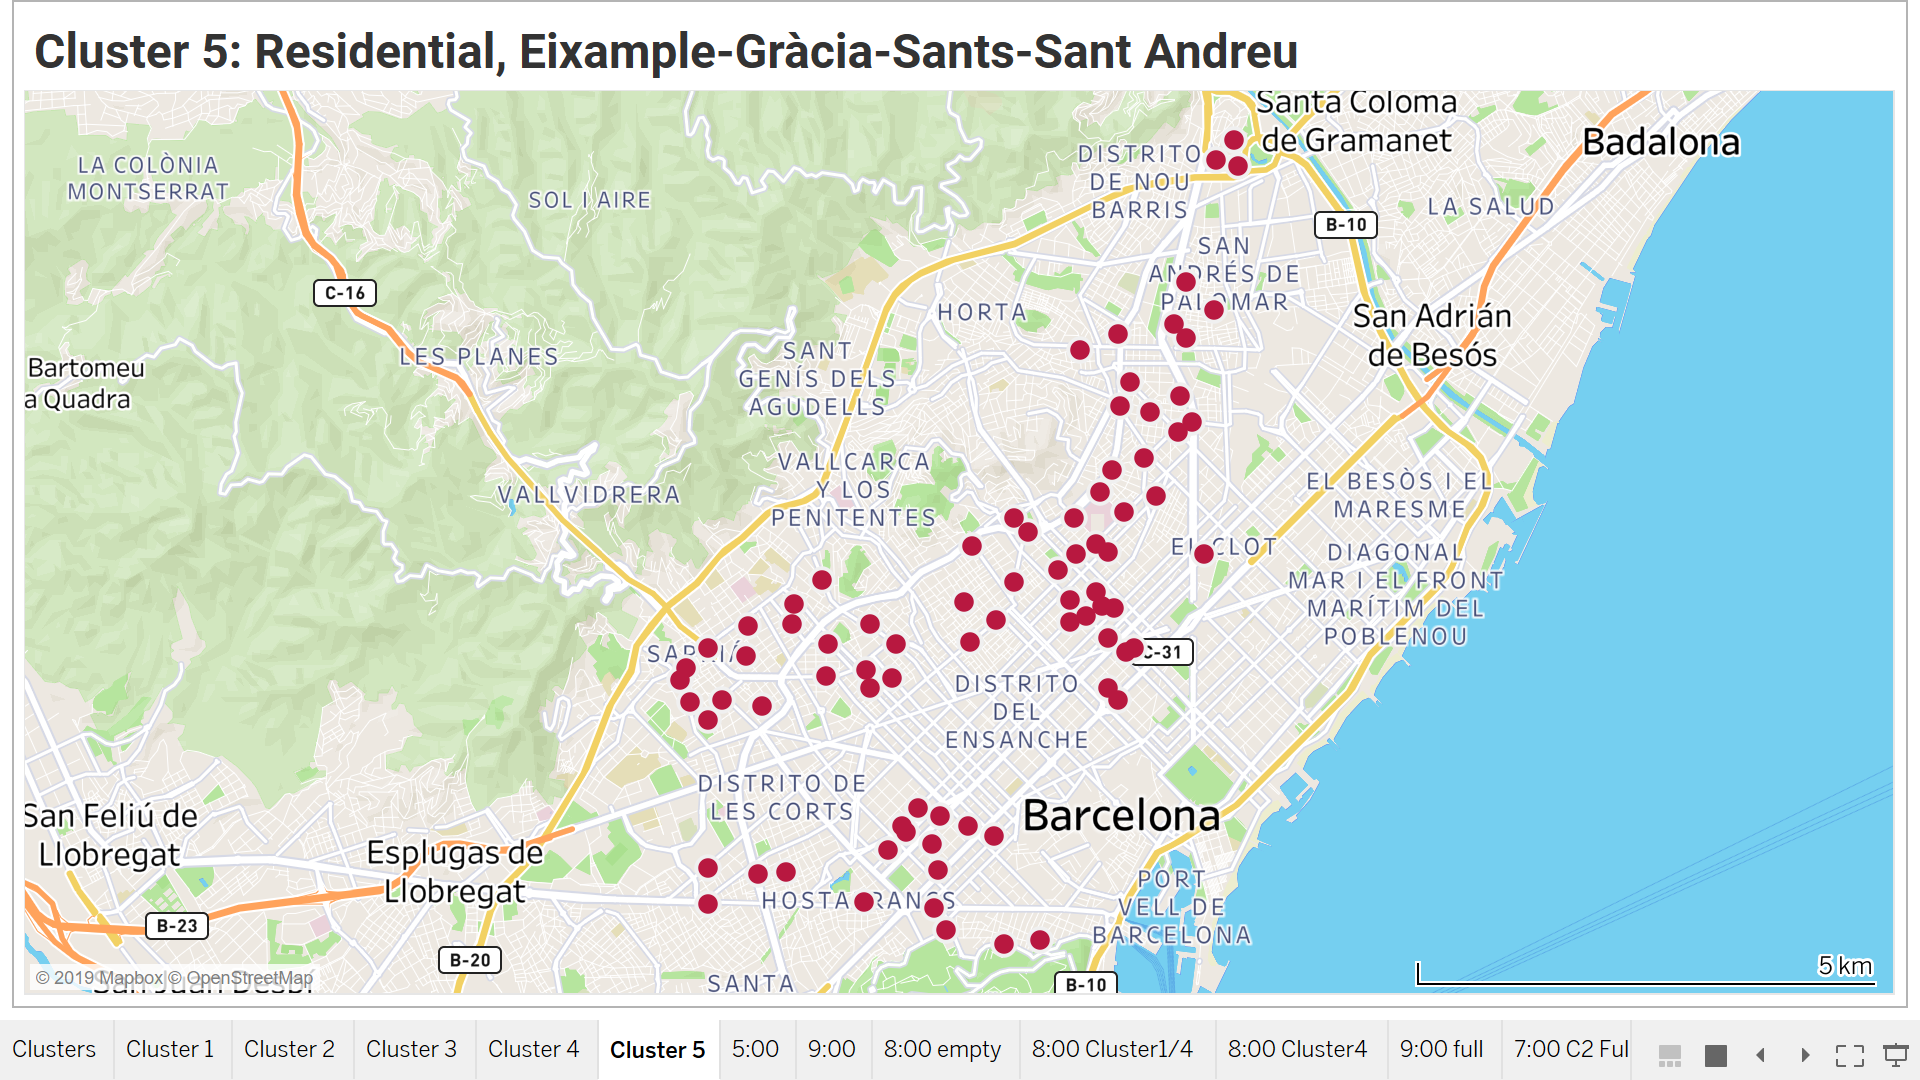 Cluster 5: Residential, Eixample-Gràcia-Sants-Sant Andreu
Santa Coloma
de Gramanet
Badalona
DISTRITO
DE NOU
BARRIS
LA COLÒNIA
MONTSERRAT
SOL I AIRE
LA SALUD
B-10
SAN
ANDRÉS DE
PALOMAR
C-16
HORTA
San Adrián
de Besós
LES PLANES
SANT
GENÍS DELS
AGUDELLS
Bartomeu
a Quadra
VALLCARCA
Y LOS
PENITENTES
VALLVIDRERA
EL BESÒS I EL
MARESME
EL CLOT
DIAGONAL
MAR I EL FRONT
MARÍTIM DEL
POBLENOU
SARRIÁ
C-31
DISTRITO
DEL
ENSANCHE
DISTRITO DE
LES CORTS
Barcelona
San Feliú de
Llobregat
Esplugas de
Llobregat
HOSTAFRANCS
PORT
VELL DE
BARCELONA
B-23
B-20
B-10
SANTA
5 km
© 2019 Mapbox © OpenStreetMap
Clusters
Cluster 1
Cluster 2
Cluster 3
Cluster 4
Cluster 5
5:00
9:00
8:00 empty
8:00 Cluster1/4
8:00 Cluster4
9:00 full
7:00 C2 Ful